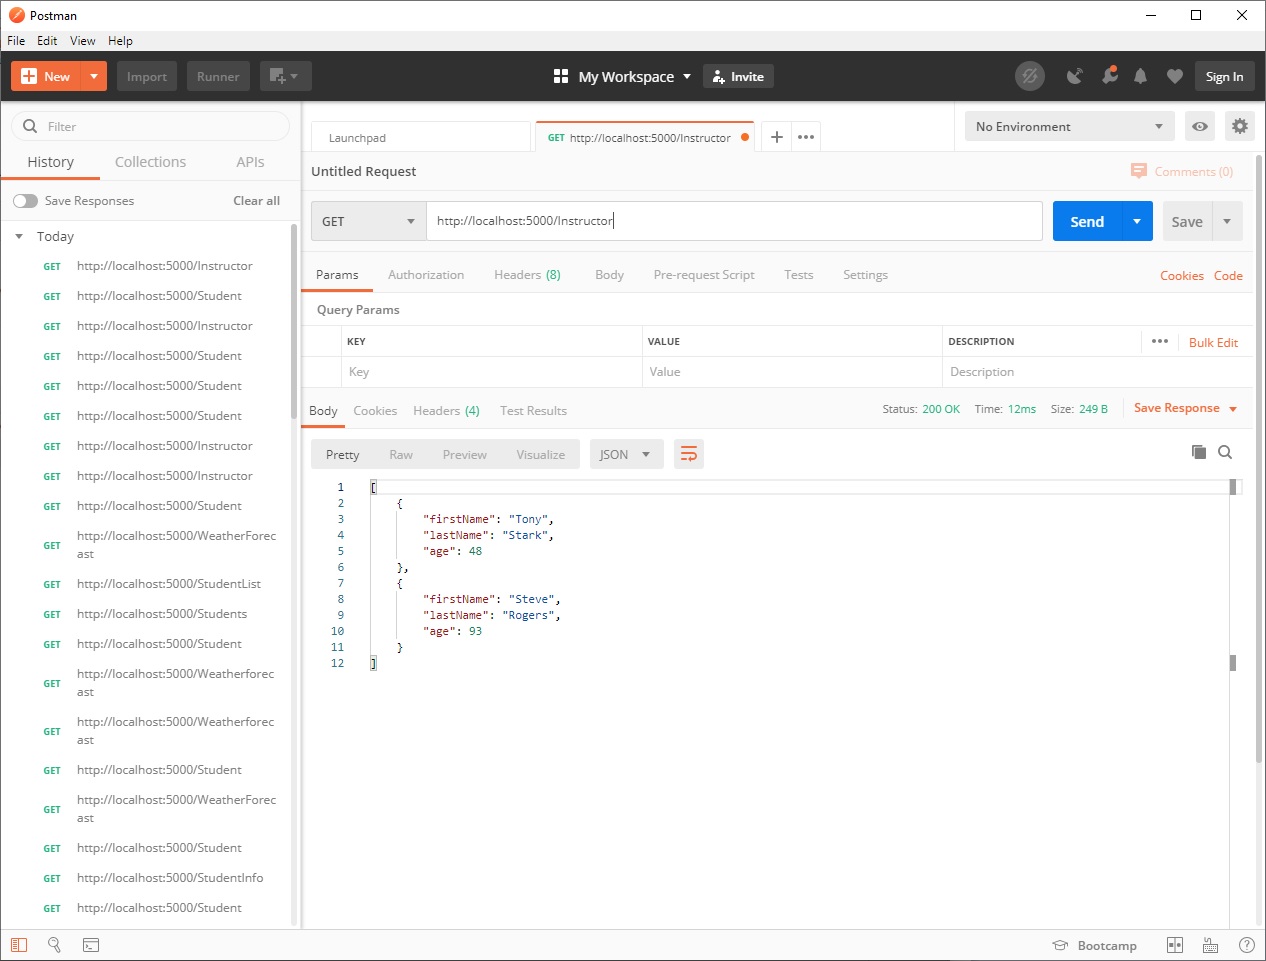 Postman
File Edit View Help
New Import Runner My Workspace Invite Sign In
Filter
History Collections APIs
Save Responses Clear all
Today
GET http://localhost:5000/Instructor
GET http://localhost:5000/Student
GET http://localhost:5000/Instructor
GET http://localhost:5000/Student
GET http://localhost:5000/Student
GET http://localhost:5000/Student
GET http://localhost:5000/Instructor
GET http://localhost:5000/Instructor
GET http://localhost:5000/Student
GET http://localhost:5000/WeatherForec
ast
GET http://localhost:5000/StudentList
GET http://localhost:5000/Students
GET http://localhost:5000/Student
GET http://localhost:5000/Weatherforec
ast
GET http://localhost:5000/Weatherforec
ast
GET http://localhost:5000/Student
GET http://localhost:5000/WeatherForec
ast
GET http://localhost:5000/Student
GET http://localhost:5000/StudentInfo
GET http://localhost:5000/Student
Launchpad GET http://localhost:5000/Instructor No Environment
Untitled Request Comments (0)
GET http://localhost:5000/Instructor Send Save
Params Authorization Headers (8) Body Pre-request Script Tests Settings Cookies Code
Query Params
KEY VALUE DESCRIPTION Bulk Edit
Key Value Description
Body Cookies Headers (4) Test Results Status: 200 OK Time: 12ms Size: 249 B Save Response
Pretty Raw Preview Visualize JSON
1 [
2 {
3 "firstName": "Tony",
4 "lastName": "Stark",
5 "age": 48
6 },
7 {
8 "firstName": "Steve",
9 "lastName": "Rogers",
10 "age": 93
11 }
12 ]
Bootcamp